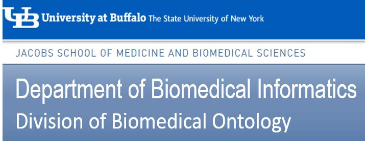 UB University at Buffalo The State University of New York
JACOBS SCHOOL OF MEDICINE AND BIOMEDICAL SCIENCES
Department of Biomedical Informatics
Division of Biomedical Ontology